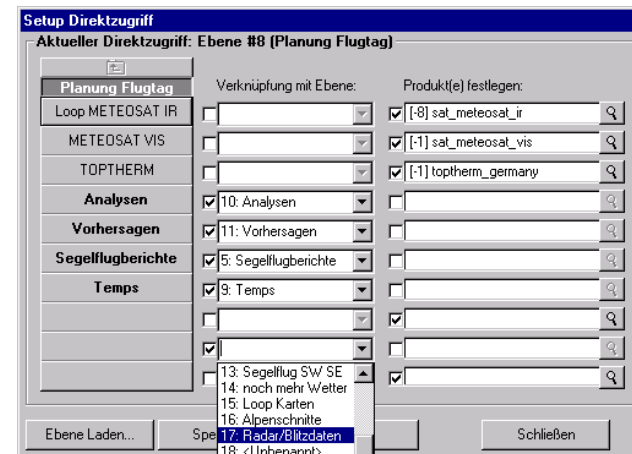 Setup Direktzugriff
Aktueller Direktzugriff: Ebene #8 (Planung Flugtag)
Planung Flugtag
Verknüpfung mit Ebene:
Produkt(e) festlegen:
Loop METEOSAT IR
[-8] sat_meteosat_ir
METEOSAT VIS
[-1] sat_meteosat_vis
TOPTHERM
[-1] toptherm_germany
Analysen
10: Analysen
Vorhersagen
11: Vorhersagen
Segelflugberichte
5: Segelflugberichte
Temps
9: Temps
13: Segelflug SW SE
14: noch mehr Wetter
15: Loop Karten
16: Alpenschnitte
17: Radar/Blitzdaten
18: <Unbenannt>
Ebene Laden...
Spe
Schließen